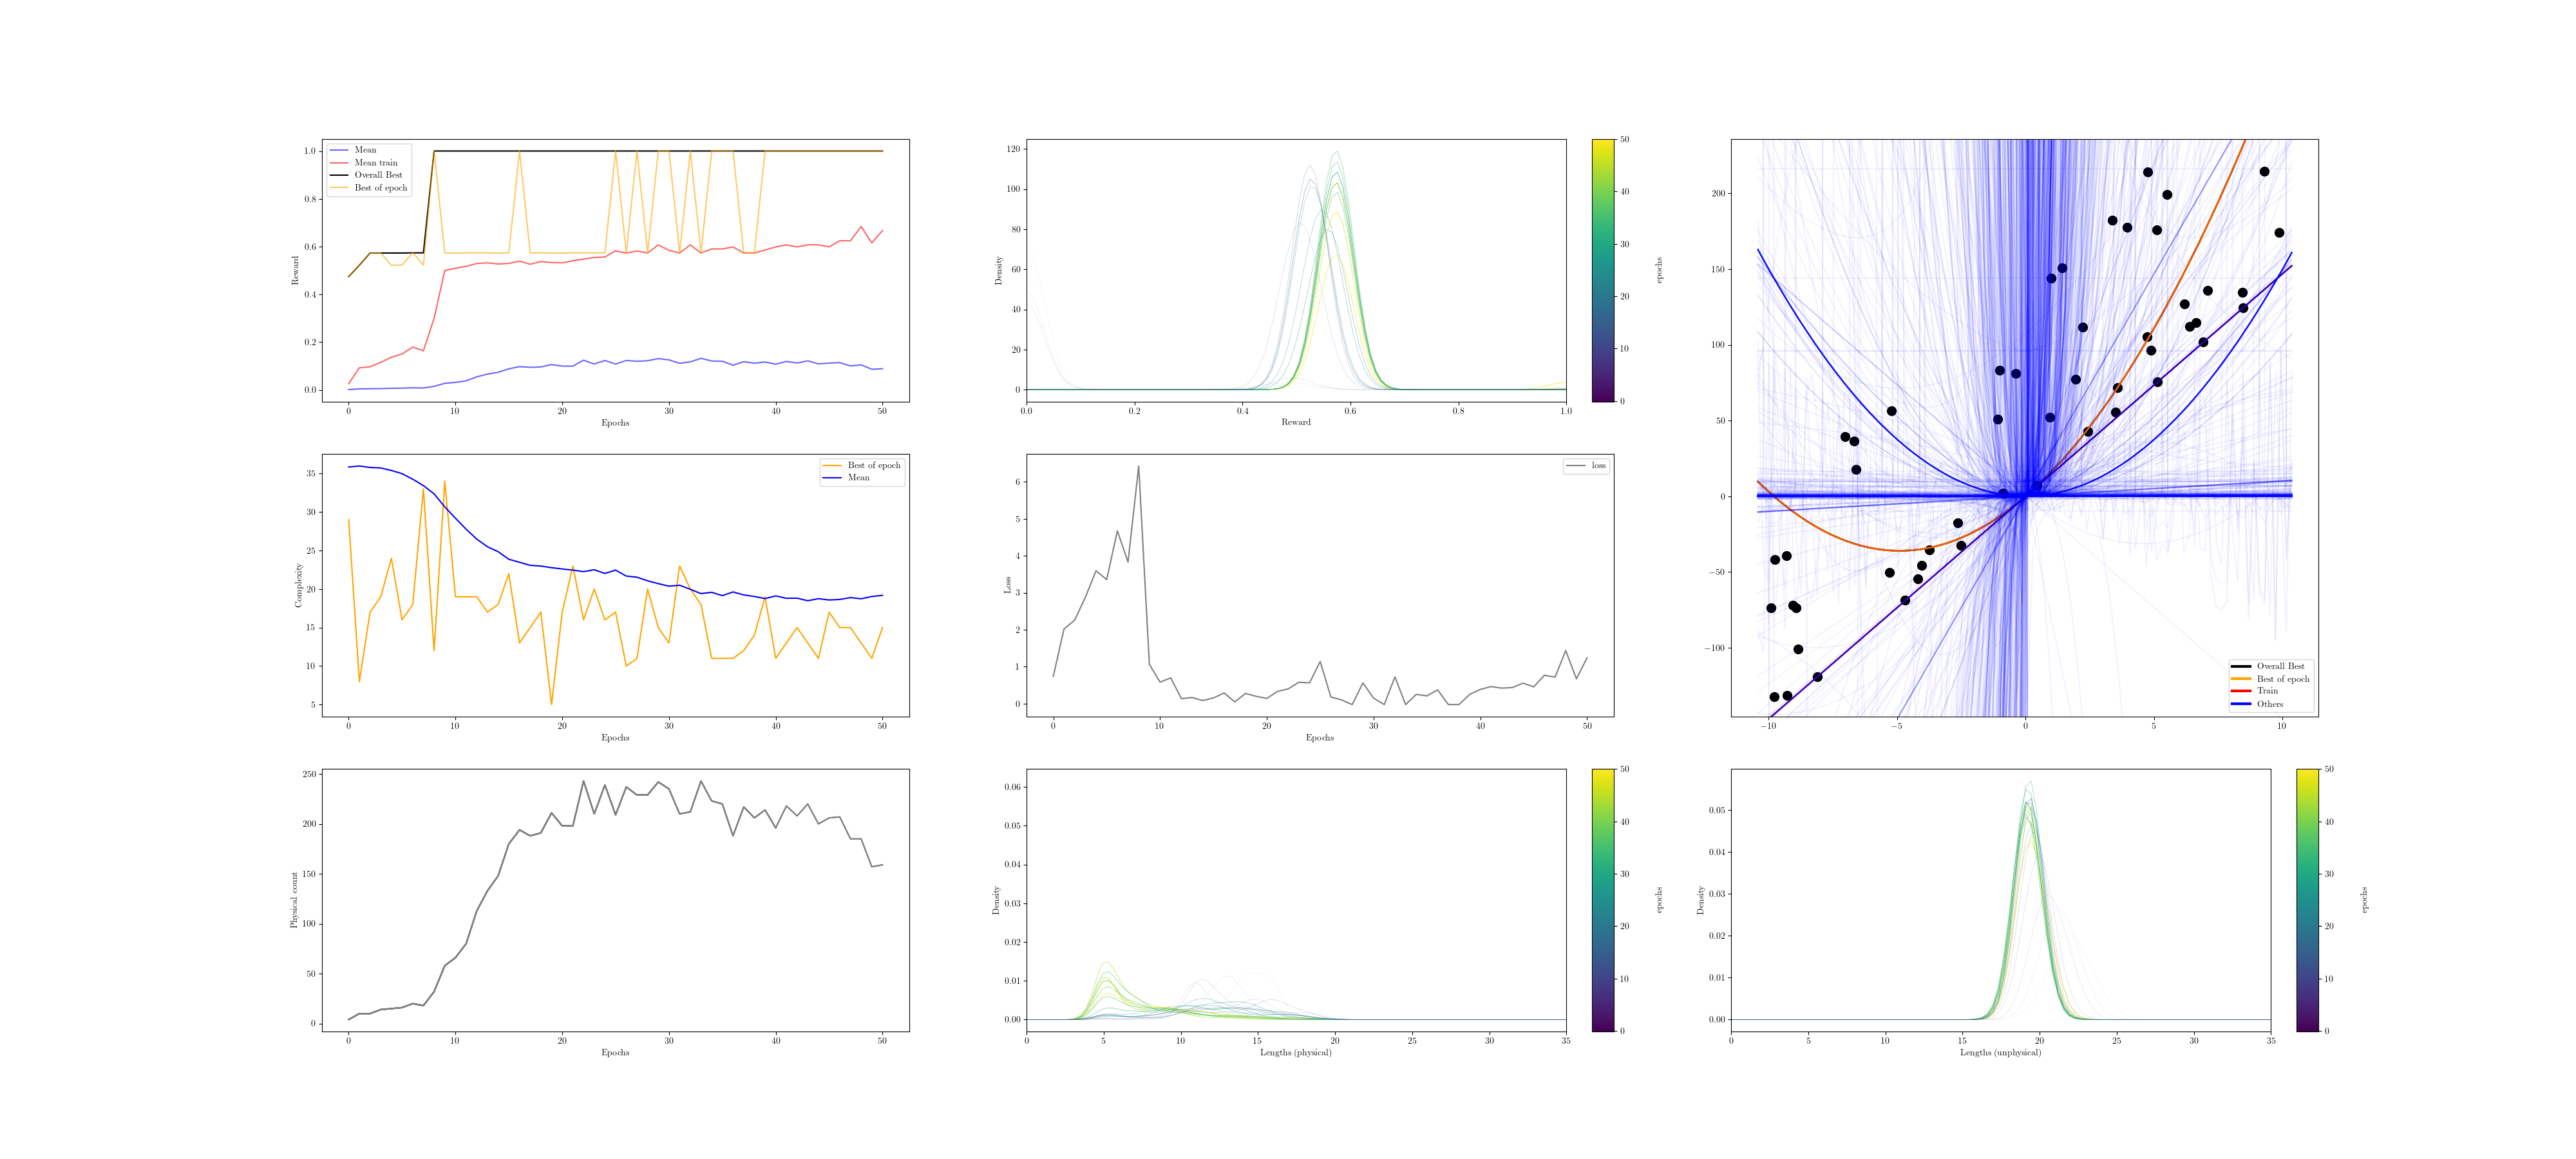 Mean
Mean train
Overall Best
Best of epoch
Reward
1.0
0.8
0.6
0.4
0.2
0.0
0 10 20 30 40 50
Epochs
Density
120
100
80
60
40
20
0
0.0 0.2 0.4 0.6 0.8 1.0
Reward
50
40
30
20
10
0
epochs
200
150
100
50
0
−50
−100
−10 −5 0 5 10
Overall Best
Best of epoch
Train
Others
Best of epoch
Mean
Complexity
35
30
25
20
15
10
5
0 10 20 30 40 50
Epochs
loss
Loss
6
5
4
3
2
1
0
0 10 20 30 40 50
Epochs
Physical count
250
200
150
100
50
0
0 10 20 30 40 50
Epochs
Density
0.06
0.05
0.04
0.03
0.02
0.01
0.00
0 5 10 15 20 25 30 35
Lengths (physical)
50
40
30
20
10
0
epochs
Density
0.05
0.04
0.03
0.02
0.01
0.00
0 5 10 15 20 25 30 35
Lengths (unphysical)
50
40
30
20
10
0
epochs